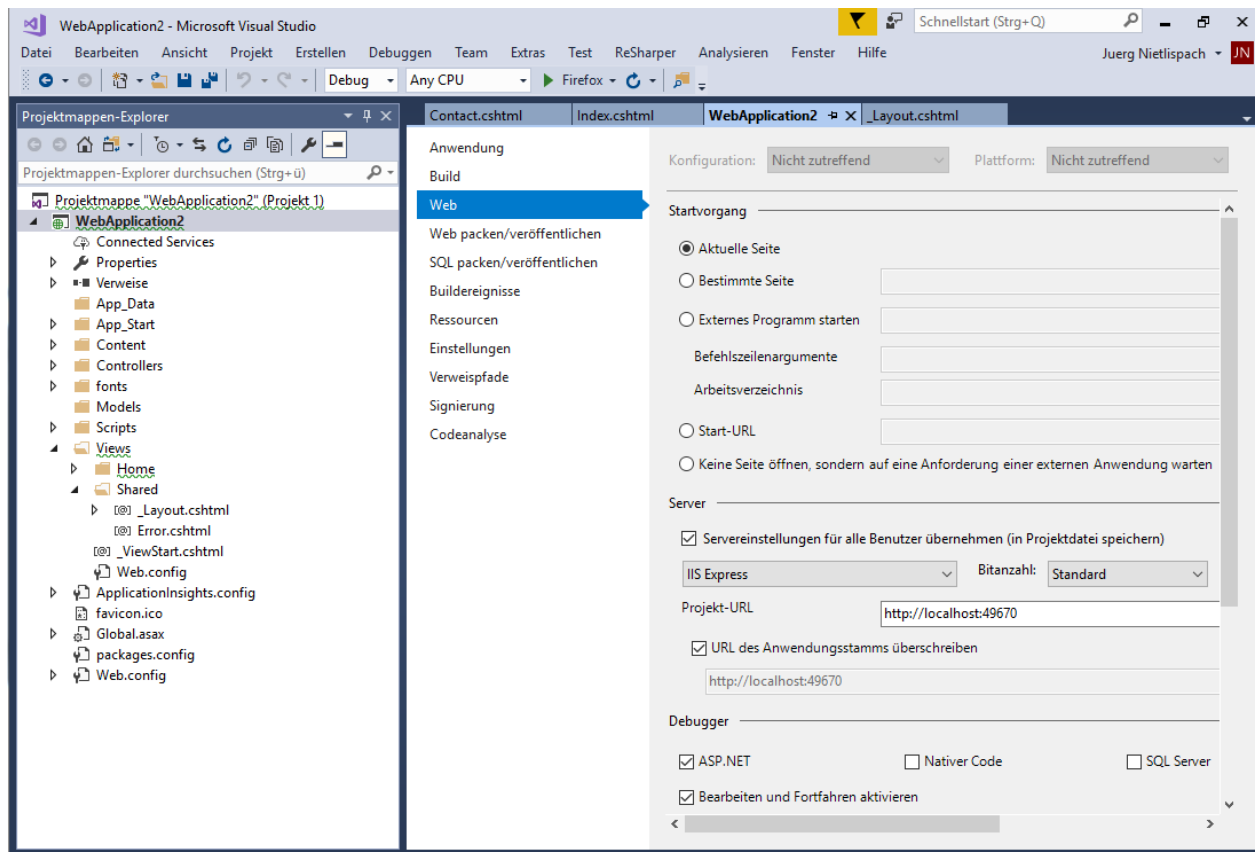 WebApplication2 - Microsoft Visual Studio
Schnellstart (Strg+Q)
Datei Bearbeiten Ansicht Projekt Erstellen Debuggen Team Extras Test ReSharper Analysieren Fenster Hilfe
Juerg Nietlispach JN
Debug Any CPU Firefox
Projektmappen-Explorer
Projektmappen-Explorer durchsuchen (Strg+ü)
Projektmappe "WebApplication2" (Projekt 1)
WebApplication2
Connected Services
Properties
Verweise
App_Data
App_Start
Content
Controllers
fonts
Models
Scripts
Views
Home
Shared
[@] _Layout.cshtml
[@] Error.cshtml
[@] _ViewStart.cshtml
Web.config
ApplicationInsights.config
favicon.ico
Global.asax
packages.config
Web.config
Contact.cshtml Index.cshtml WebApplication2 _Layout.cshtml
Anwendung
Build
Web
Web packen/veröffentlichen
SQL packen/veröffentlichen
Buildereignisse
Ressourcen
Einstellungen
Verweispfade
Signierung
Codeanalyse
Konfiguration: Nicht zutreffend Plattform: Nicht zutreffend
Startvorgang
Aktuelle Seite
Bestimmte Seite
Externes Programm starten
Befehlszeilenargumente
Arbeitsverzeichnis
Start-URL
Keine Seite öffnen, sondern auf eine Anforderung einer externen Anwendung warten
Server
Servereinstellungen für alle Benutzer übernehmen (in Projektdatei speichern)
IIS Express Bitanzahl: Standard
Projekt-URL http://localhost:49670
URL des Anwendungsstamms überschreiben
http://localhost:49670
Debugger
ASP.NET Nativer Code SQL Server
Bearbeiten und Fortfahren aktivieren